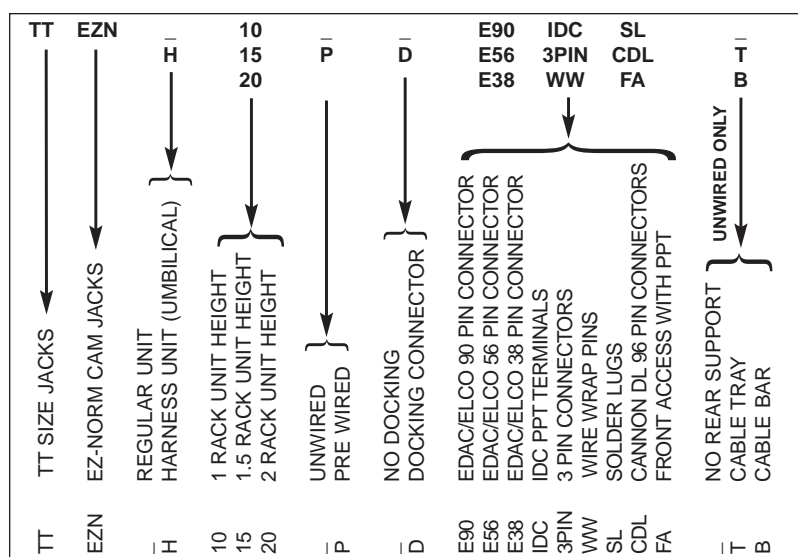 TT EZN _ 10 _ _ E90 IDC SL _
H 15 P D E56 3PIN CDL T
20 E38 WW FA B
UNWIRED ONLY
TT TT SIZE JACKS
EZN EZ-NORM CAM JACKS
_ REGULAR UNIT
H HARNESS UNIT (UMBILICAL)
10 1 RACK UNIT HEIGHT
15 1.5 RACK UNIT HEIGHT
20 2 RACK UNIT HEIGHT
_ UNWIRED
P PRE WIRED
_ NO DOCKING
D DOCKING CONNECTOR
E90 EDAC/ELCO 90 PIN CONNECTOR
E56 EDAC/ELCO 56 PIN CONNECTOR
E38 EDAC/ELCO 38 PIN CONNECTOR
IDC IDC PPT TERMINALS
3PIN 3 PIN CONNECTORS
WW WIRE WRAP PINS
SL SOLDER LUGS
CDL CANNON DL 96 PIN CONNECTORS
FA FRONT ACCESS WITH PPT
_ NO REAR SUPPORT
T CABLE TRAY
B CABLE BAR